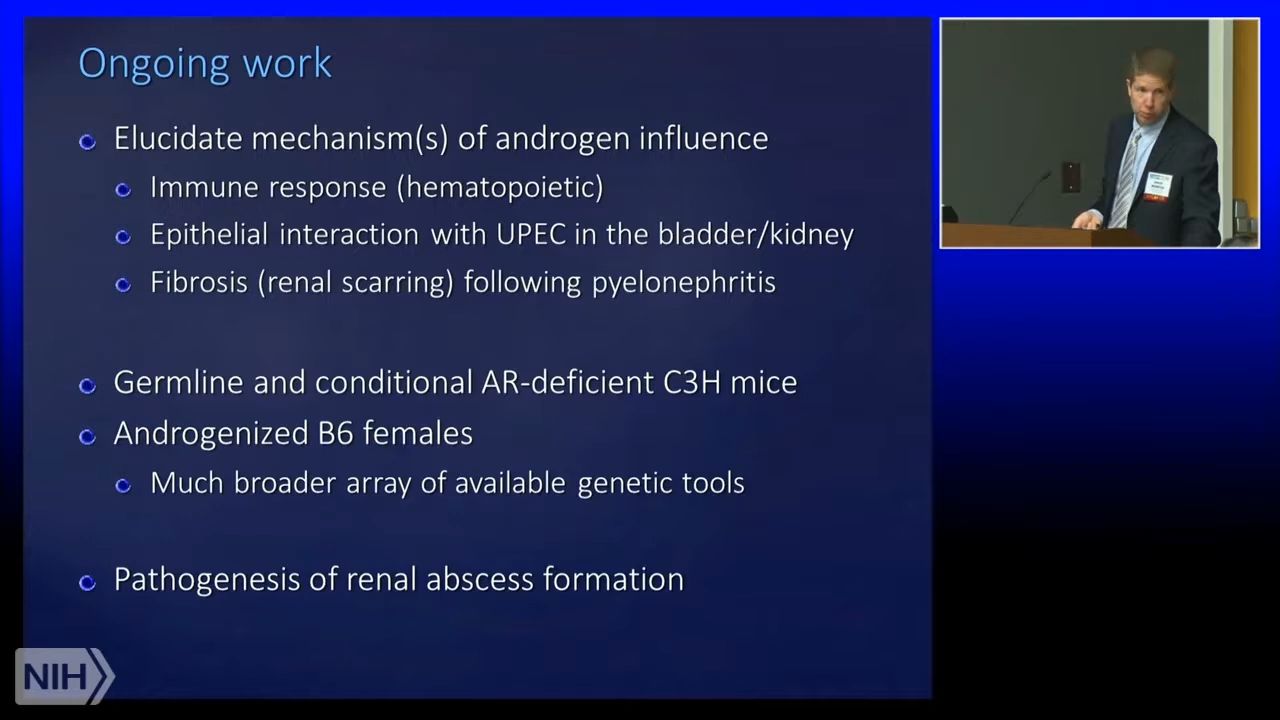 Ongoing work
Elucidate mechanism(s) of androgen influence
Immune response (hematopoietic)
Epithelial interaction with UPEC in the bladder/kidney
Fibrosis (renal scarring) following pyelonephritis
Germline and conditional AR-deficient C3H mice
Androgenized B6 females
Much broader array of available genetic tools
Pathogenesis of renal abscess formation
NIH